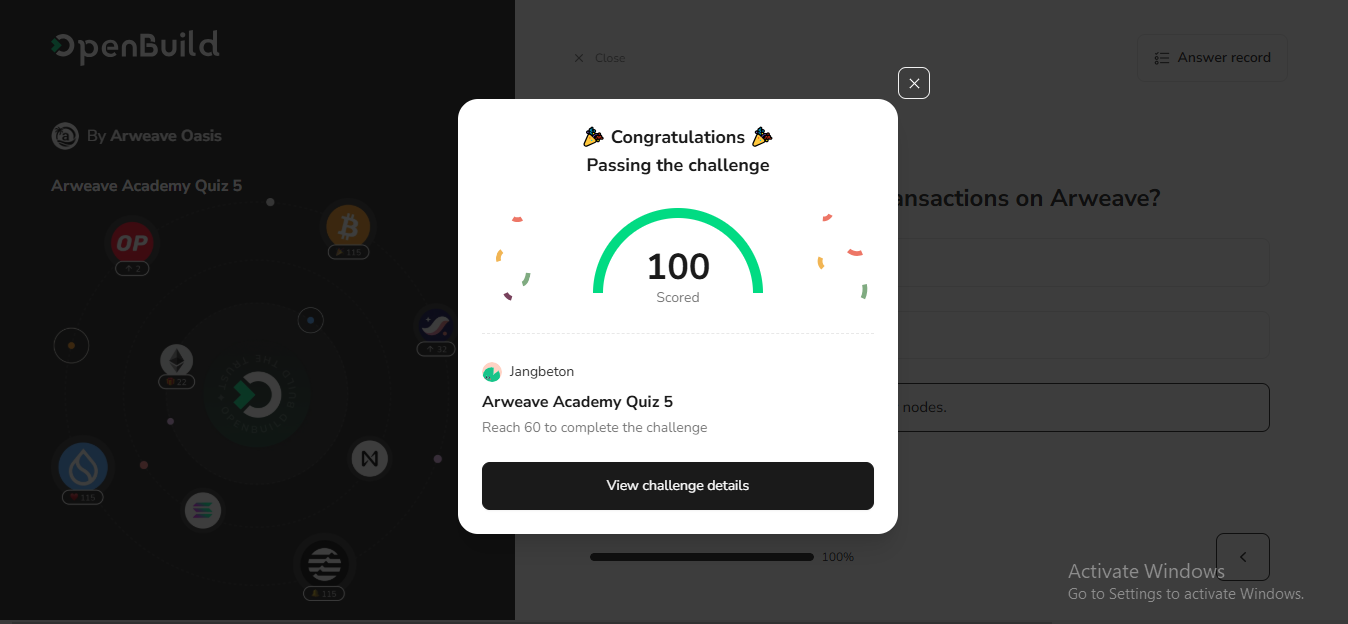 OpenBuild
By Arweave Oasis
Arweave Academy Quiz 5
OP
2
115
32
22
115
115
Close
Answer record
ansactions on Arweave?
nodes.
Congratulations
Passing the challenge
100
Scored
Jangbeton
Arweave Academy Quiz 5
Reach 60 to complete the challenge
View challenge details
100%
Activate Windows
Go to Settings to activate Windows.